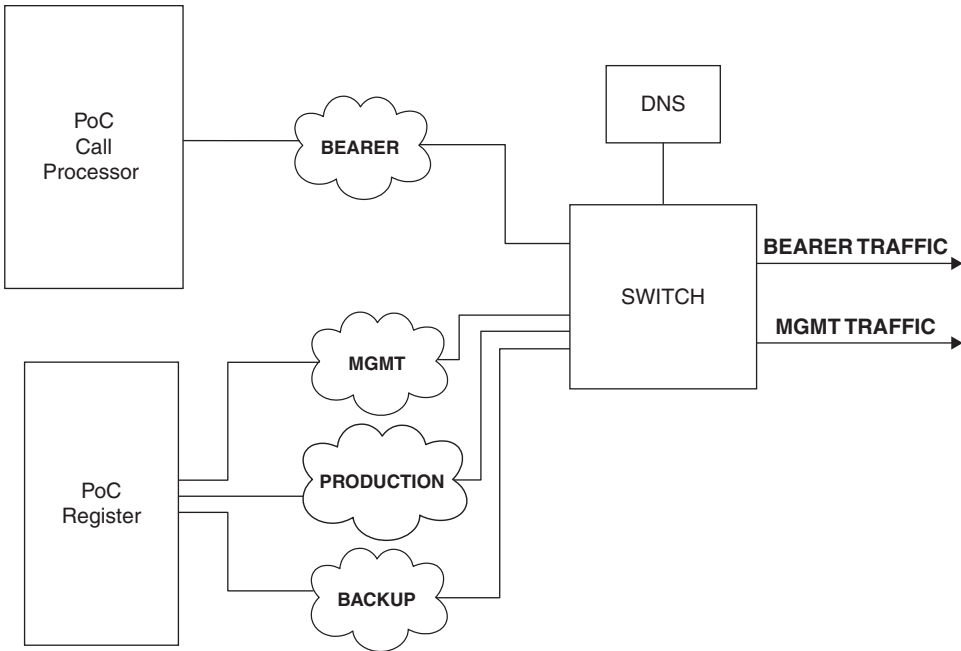 PoC
Call
Processor
BEARER
DNS
SWITCH
BEARER TRAFFIC
MGMT TRAFFIC
MGMT
PoC
Register
PRODUCTION
BACKUP